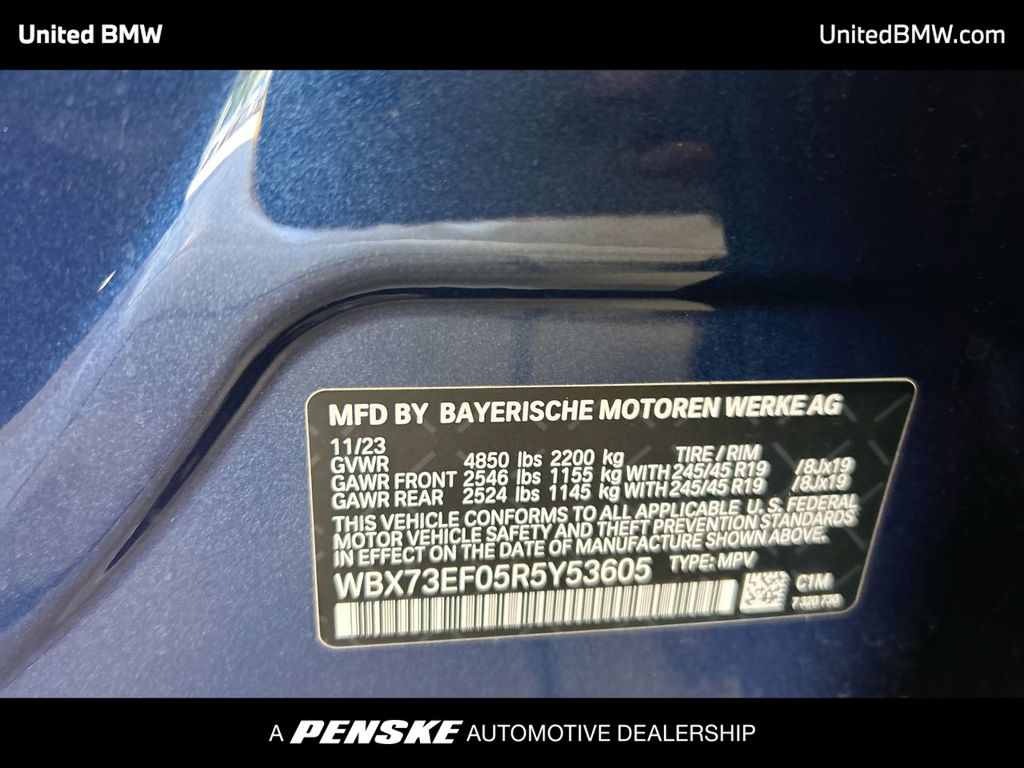 United BMW
UnitedBMW.com
MFD BY BAYERISCHE MOTOREN WERKE AG
11/23
GVWR 4850 lbs 2200 kg TIRE / RIM
GAWR FRONT 2546 lbs 1155 kg WITH 245/45 R19 /8Jx19
GAWR REAR 2524 lbs 1145 kg WITH 245/45 R19 /8Jx19
THIS VEHICLE CONFORMS TO ALL APPLICABLE U. S. FEDERAL
MOTOR VEHICLE SAFETY AND THEFT PREVENTION STANDARDS
IN EFFECT ON THE DATE OF MANUFACTURE SHOWN ABOVE.
WBX73EF05R5Y53605 TYPE: MPV
C1M
7 320 730
A PENSKE AUTOMOTIVE DEALERSHIP